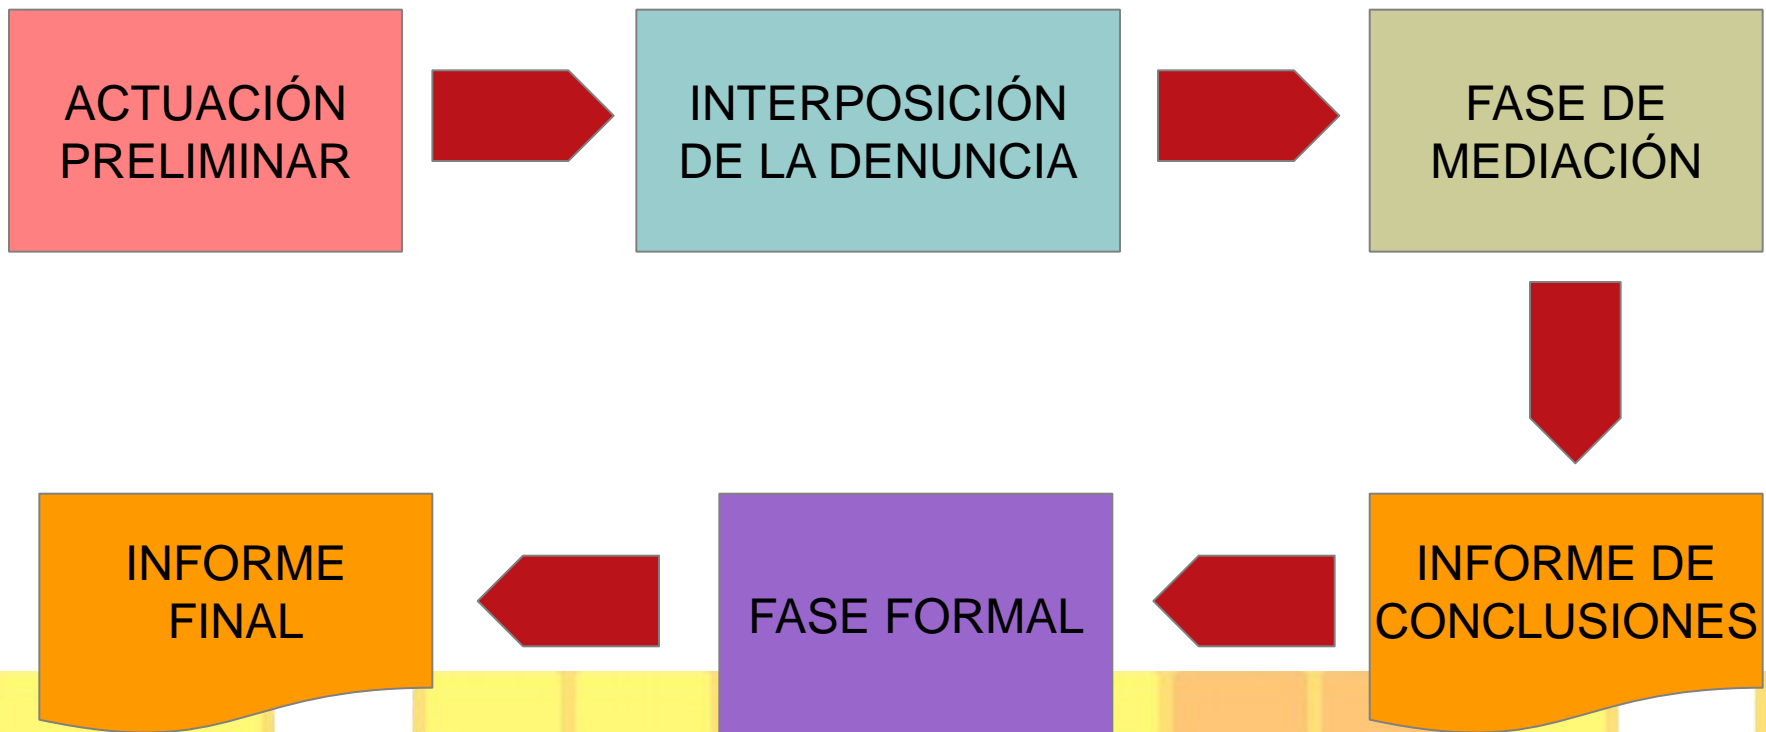 ACTUACIÓN
PRELIMINAR
INTERPOSICIÓN
DE LA DENUNCIA
FASE DE
MEDIACIÓN
INFORME DE
CONCLUSIONES
FASE FORMAL
INFORME
FINAL